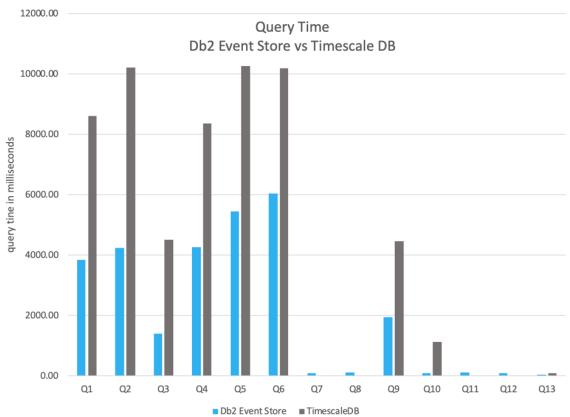 Query Time
Db2 Event Store vs Timescale DB
query tine in milliseconds
12000.00
10000.00
8000.00
6000.00
4000.00
2000.00
0.00
Q1 Q2 Q3 Q4 Q5 Q6 Q7 Q8 Q9 Q10 Q11 Q12 Q13
Db2 Event Store TimescaleDB